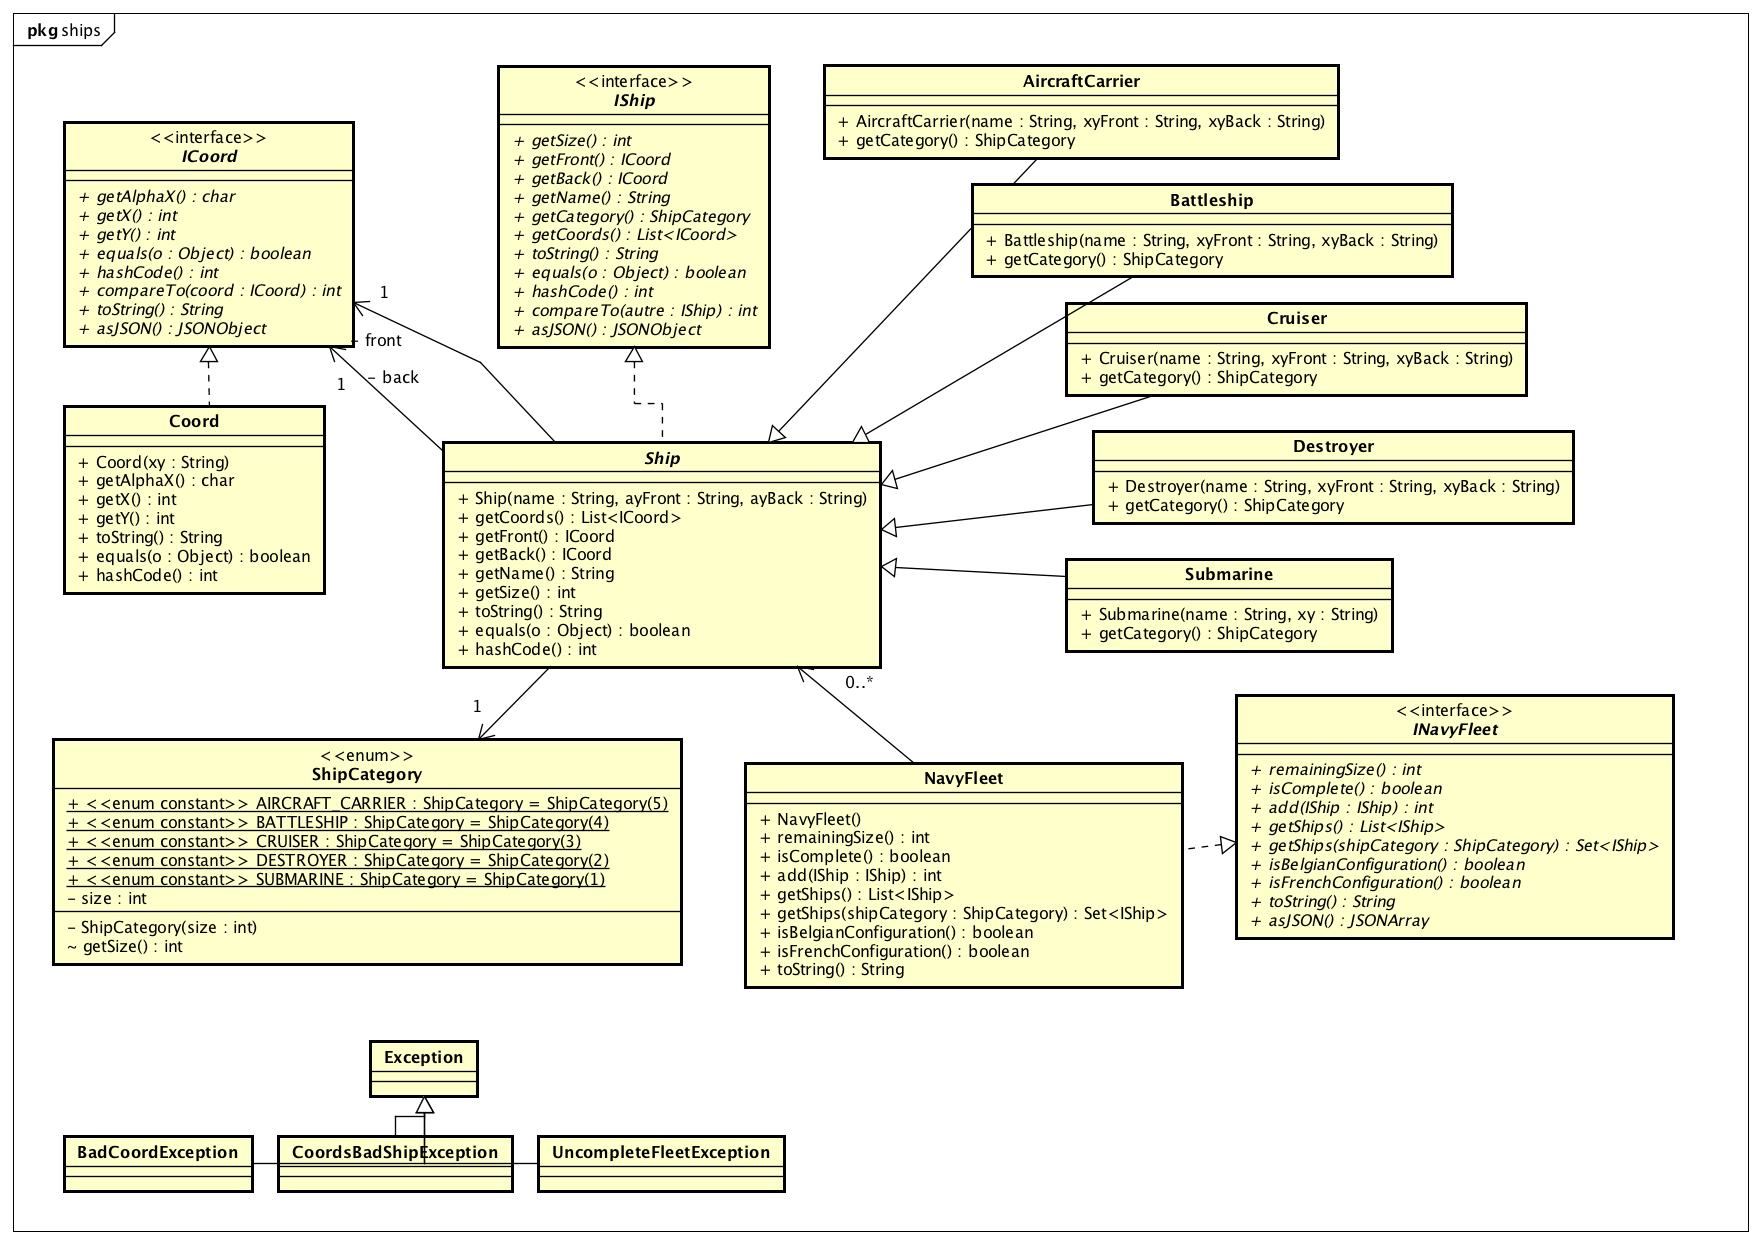 pkg ships
<<interface>>
ICoord
+ getAlphaX() : char
+ getX() : int
+ getY() : int
+ equals(o : Object) : boolean
+ hashCode() : int
+ compareTo(coord : ICoord) : int
+ toString() : String
+ asJSON() : JSONObject
<<interface>>
IShip
+ getSize() : int
+ getFront() : ICoord
+ getBack() : ICoord
+ getName() : String
+ getCategory() : ShipCategory
+ getCoords() : List<ICoord>
+ toString() : String
+ equals(o : Object) : boolean
+ hashCode() : int
+ compareTo(autre : IShip) : int
+ asJSON() : JSONObject
AircraftCarrier
+ AircraftCarrier(name : String, xyFront : String, xyBack : String)
+ getCategory() : ShipCategory
Battleship
+ Battleship(name : String, xyFront : String, xyBack : String)
+ getCategory() : ShipCategory
Cruiser
+ Cruiser(name : String, xyFront : String, xyBack : String)
+ getCategory() : ShipCategory
1
- front
- back
1
Coord
+ Coord(xy : String)
+ getAlphaX() : char
+ getX() : int
+ getY() : int
+ toString() : String
+ equals(o : Object) : boolean
+ hashCode() : int
Ship
+ Ship(name : String, ayFront : String, ayBack : String)
+ getCoords() : List<ICoord>
+ getFront() : ICoord
+ getBack() : ICoord
+ getName() : String
+ getSize() : int
+ toString() : String
+ equals(o : Object) : boolean
+ hashCode() : int
Destroyer
+ Destroyer(name : String, xyFront : String, xyBack : String)
+ getCategory() : ShipCategory
Submarine
+ Submarine(name : String, xy : String)
+ getCategory() : ShipCategory
1
0..*
<<enum>>
ShipCategory
+ <<enum constant>> AIRCRAFT_CARRIER : ShipCategory = ShipCategory(5)
+ <<enum constant>> BATTLESHIP : ShipCategory = ShipCategory(4)
+ <<enum constant>> CRUISER : ShipCategory = ShipCategory(3)
+ <<enum constant>> DESTROYER : ShipCategory = ShipCategory(2)
+ <<enum constant>> SUBMARINE : ShipCategory = ShipCategory(1)
- size : int
- ShipCategory(size : int)
~ getSize() : int
NavyFleet
+ NavyFleet()
+ remainingSize() : int
+ isComplete() : boolean
+ add(IShip : IShip) : int
+ getShips() : List<IShip>
+ getShips(shipCategory : ShipCategory) : Set<IShip>
+ isBelgianConfiguration() : boolean
+ isFrenchConfiguration() : boolean
+ toString() : String
<<interface>>
INavyFleet
+ remainingSize() : int
+ isComplete() : boolean
+ add(IShip : IShip) : int
+ getShips() : List<IShip>
+ getShips(shipCategory : ShipCategory) : Set<IShip>
+ isBelgianConfiguration() : boolean
+ isFrenchConfiguration() : boolean
+ toString() : String
+ asJSON() : JSONArray
Exception
BadCoordException
CoordsBadShipException
UncompleteFleetException